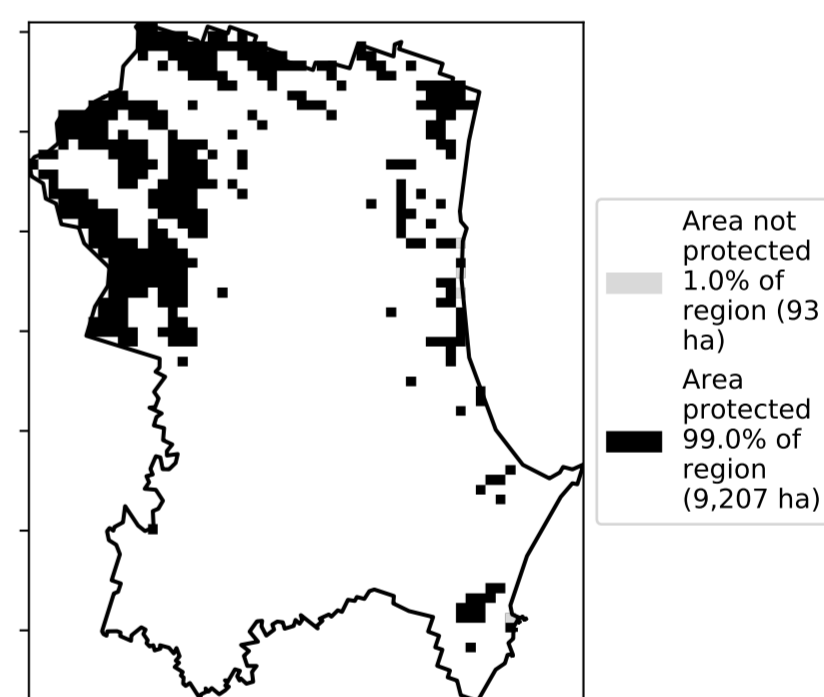 Area not
protected
1.0% of
region (93
ha)
Area
protected
99.0% of
region
(9,207 ha)